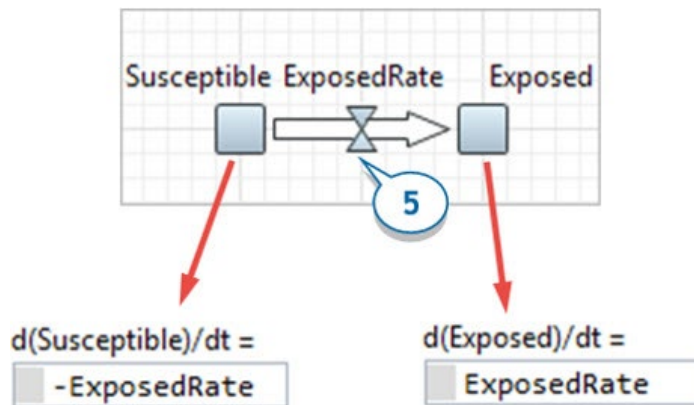 Susceptible ExposedRate Exposed
5
d(Susceptible)/dt =
-ExposedRate
d(Exposed)/dt =
ExposedRate